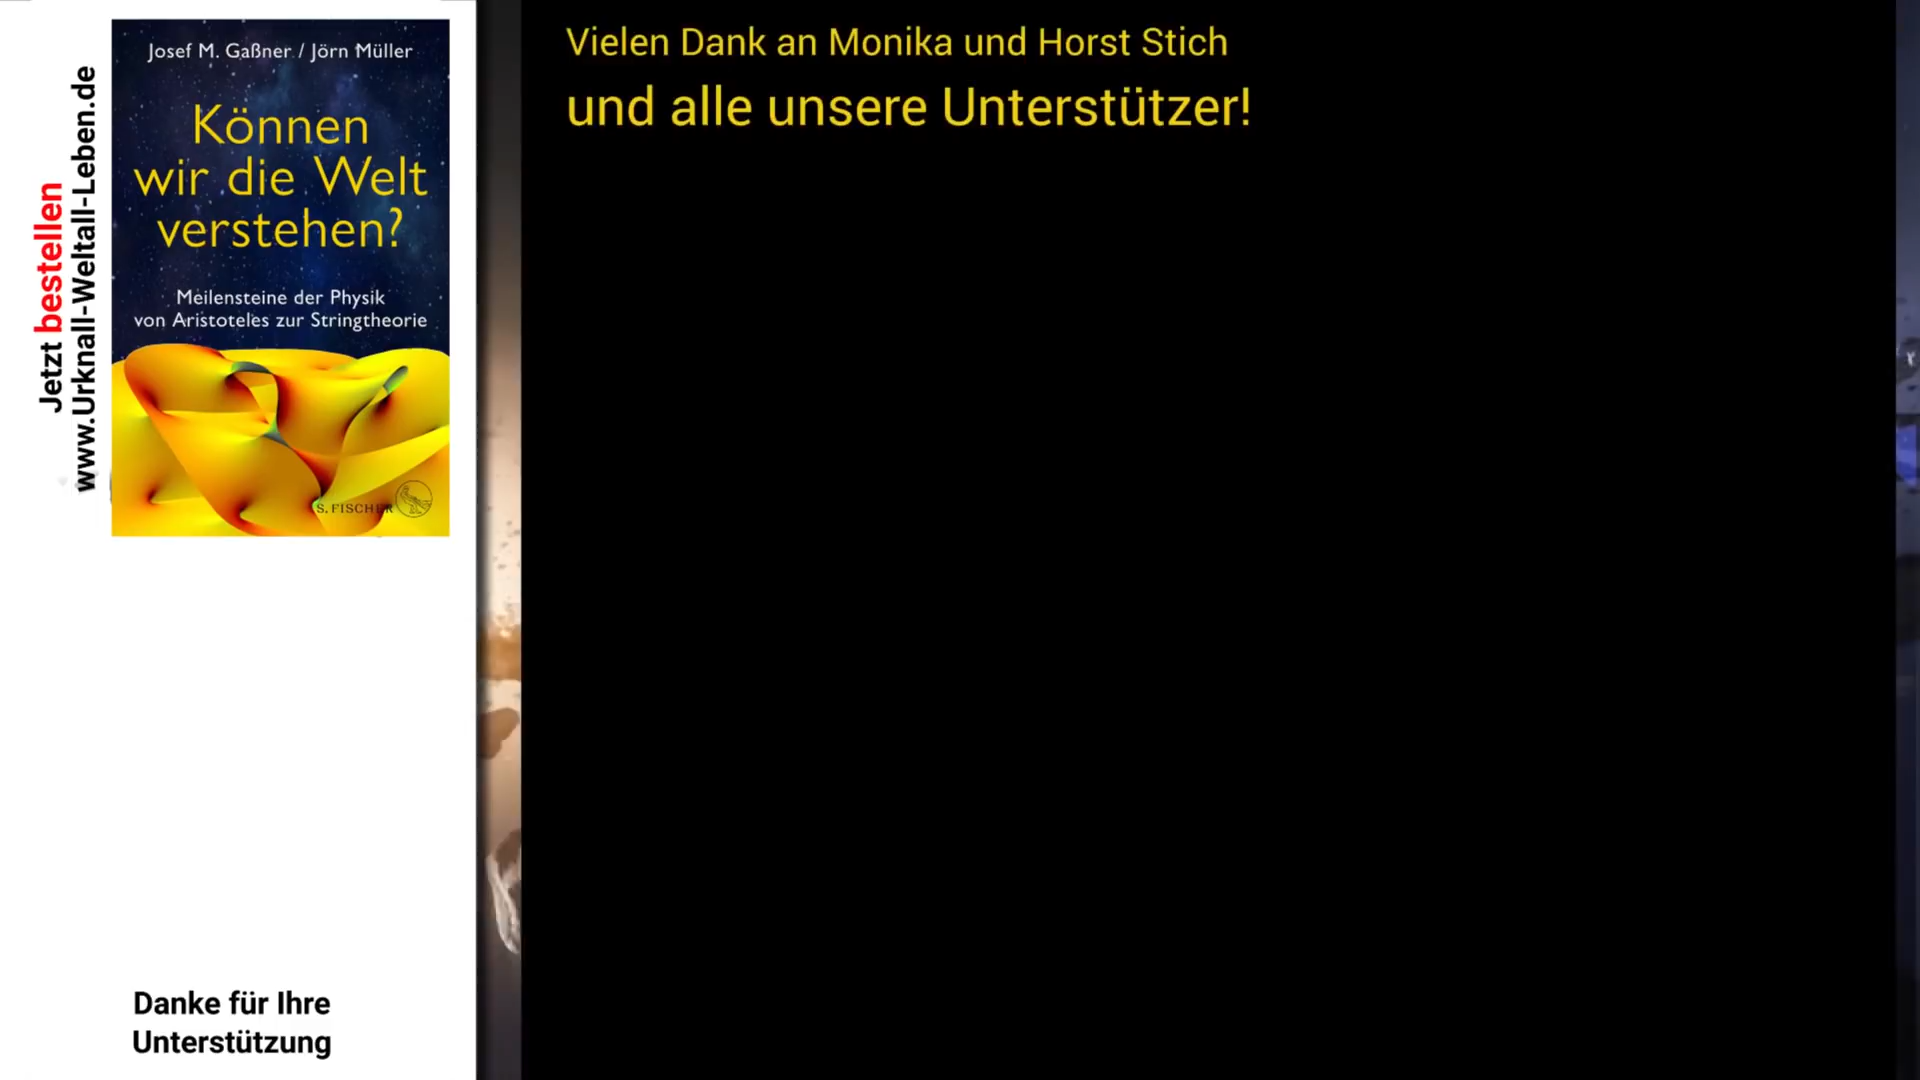 Jetzt bestellen
www.Urknall-Weltall-Leben.de
Josef M. Gaßner / Jörn Müller
Können
wir die Welt
verstehen?
Meilensteine der Physik
von Aristoteles zur Stringtheorie
S. FISCHER
Danke für Ihre
Unterstützung
Vielen Dank an Monika und Horst Stich
und alle unsere Unterstützer!